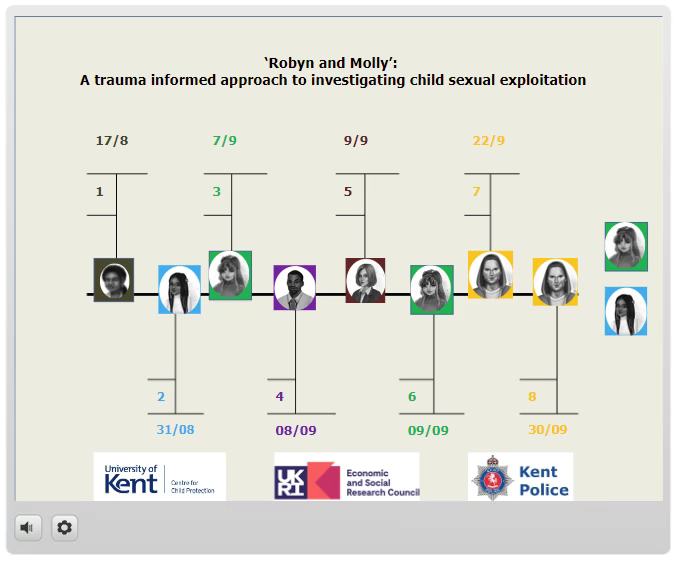 ‘Robyn and Molly’:
A trauma informed approach to investigating child sexual exploitation
17/8
7/9
9/9
22/9
1
3
5
7
2
4
6
8
31/08
08/09
09/09
30/09
University of
Kent
Centre for
Child Protection
UK
RI
Economic
and Social
Research Council
Kent
Police